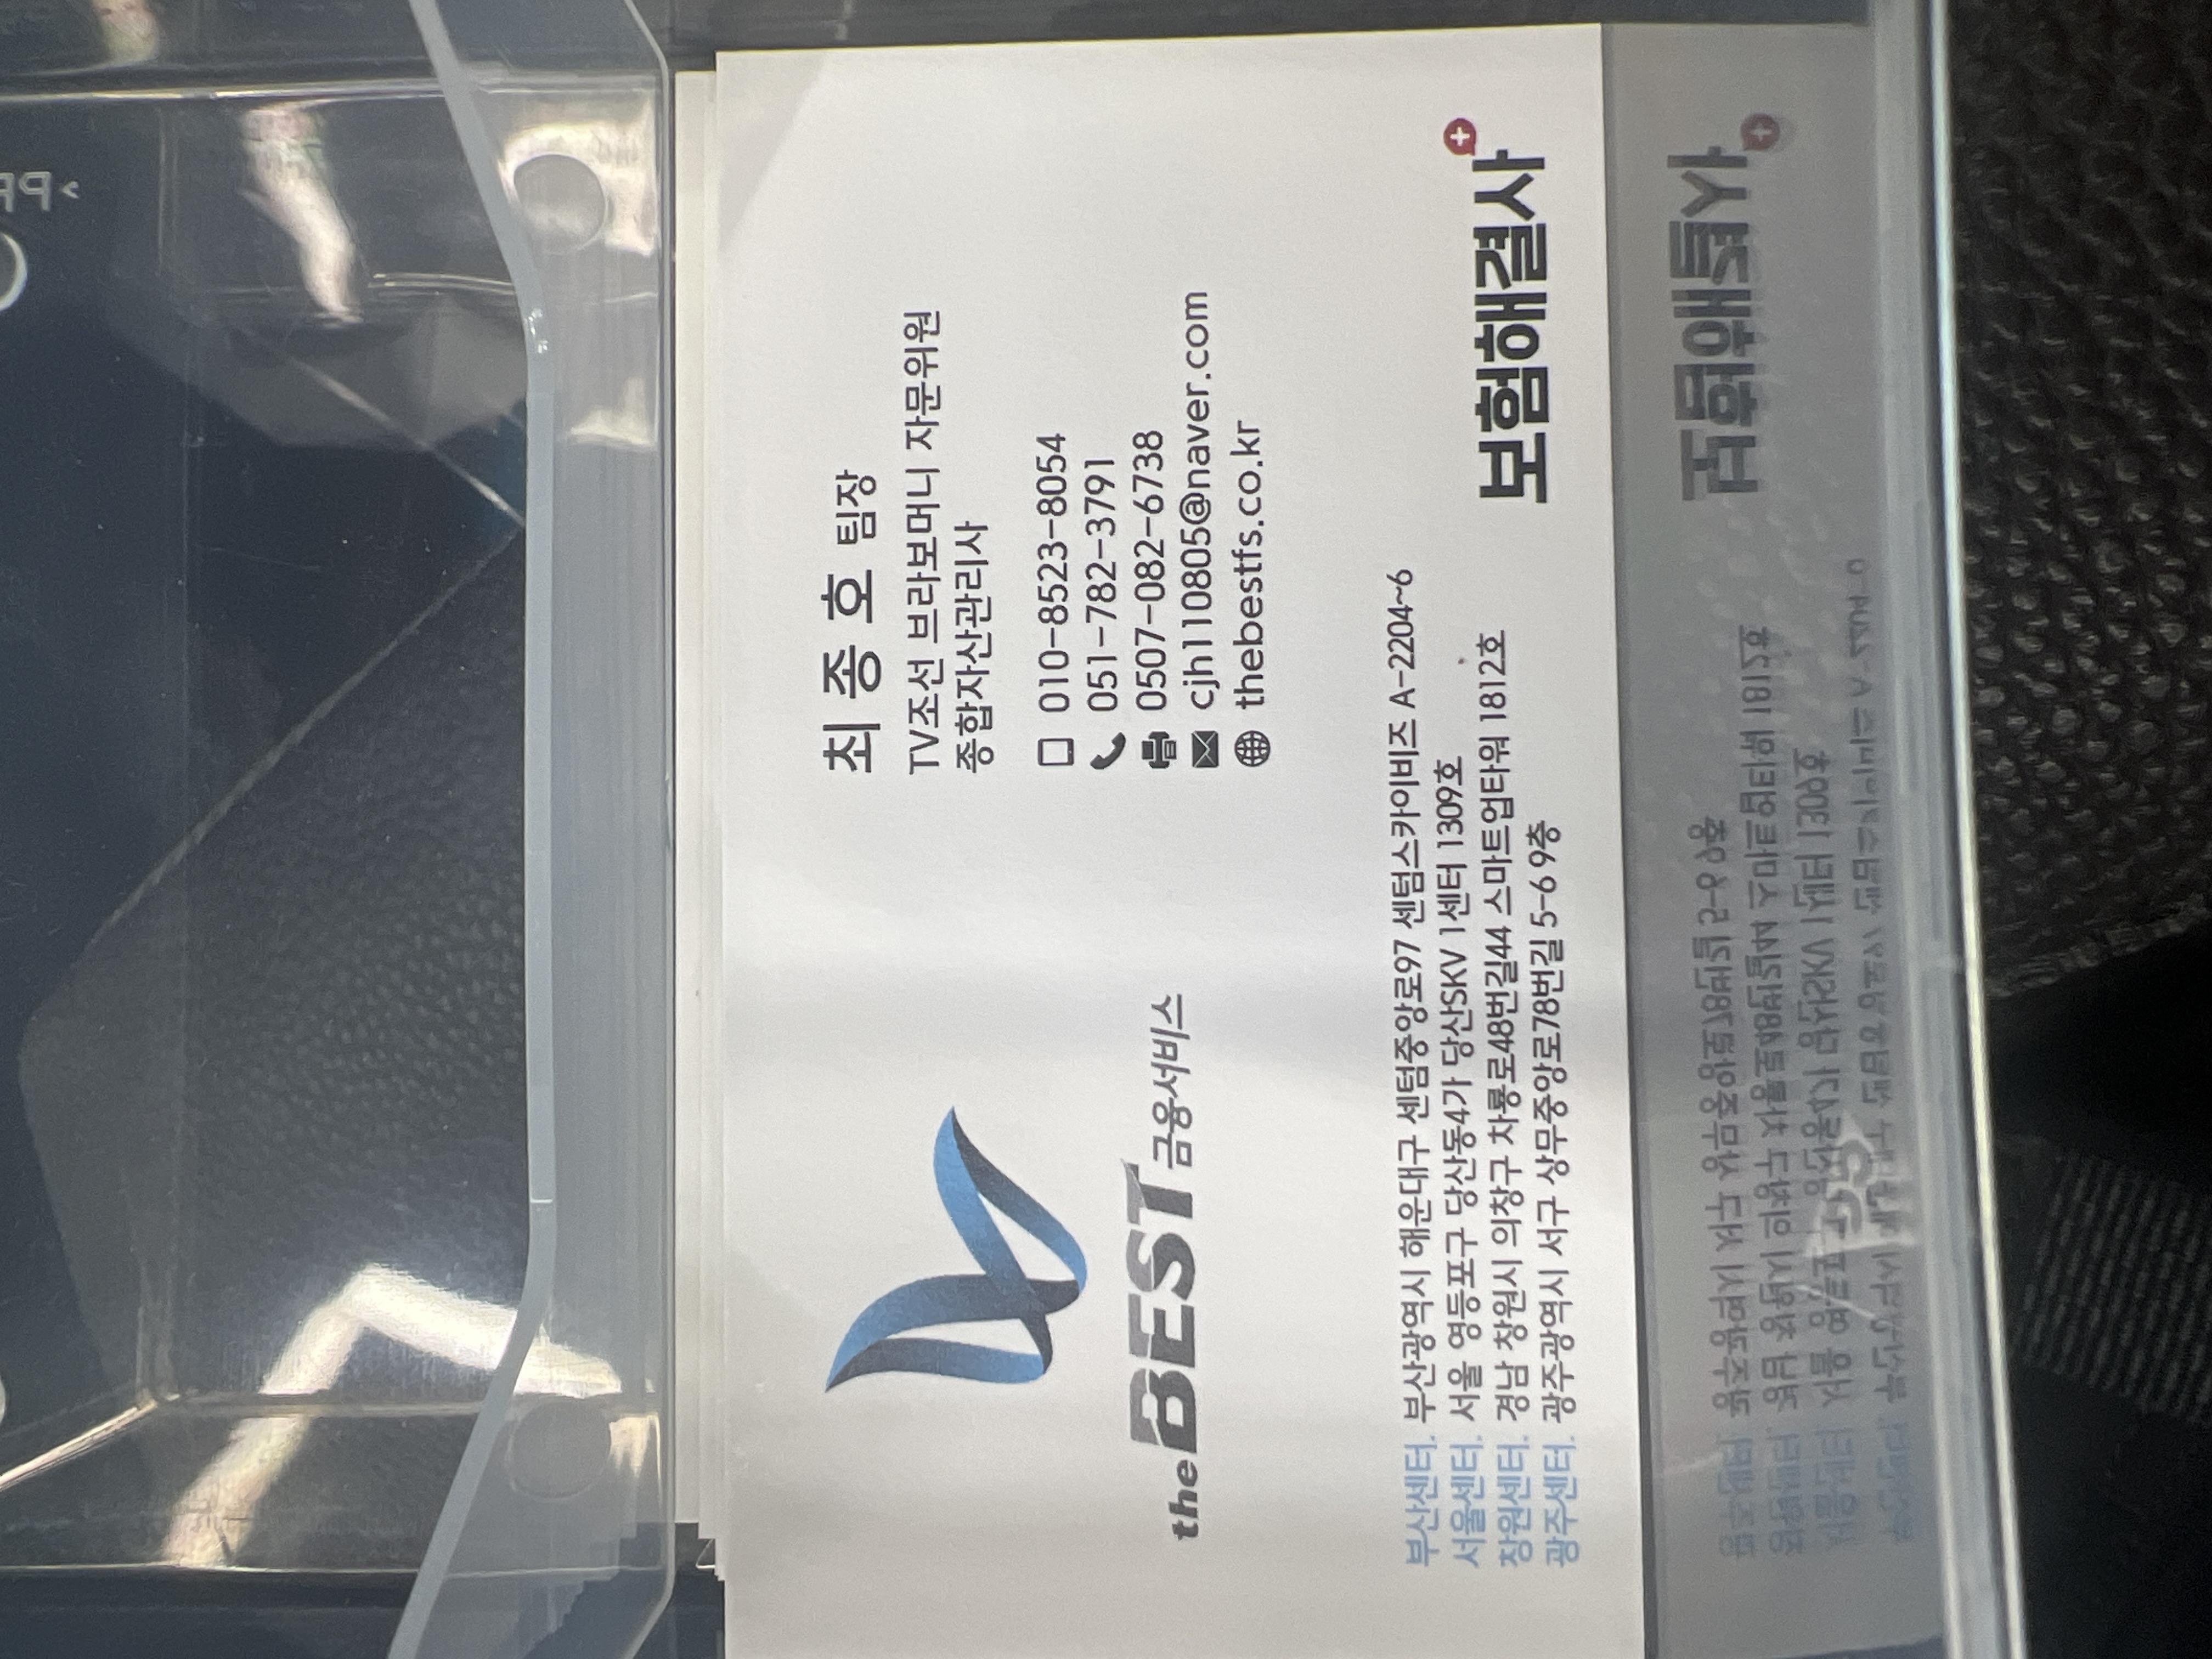 최종호 팀장
TV조선 브라보머니 자문위원
종합자산관리사
010-8523-8054
051-782-3791
0507-082-6738
cjh110805@naver.com
thebestfs.co.kr
the BEST 금융서비스
부산센터. 부산광역시 해운대구 센텀중앙로97 센텀스카이비즈 A-2204~6
서울센터. 서울 영등포구 당산동4가 당산SKV 1센터 1309호
창원센터. 경남 창원시 의창구 차룡로48번길44 스마트업타워 1812호
광주센터. 광주광역시 서구 상무중앙로78번길 5-6 9층
보험해결사
PS